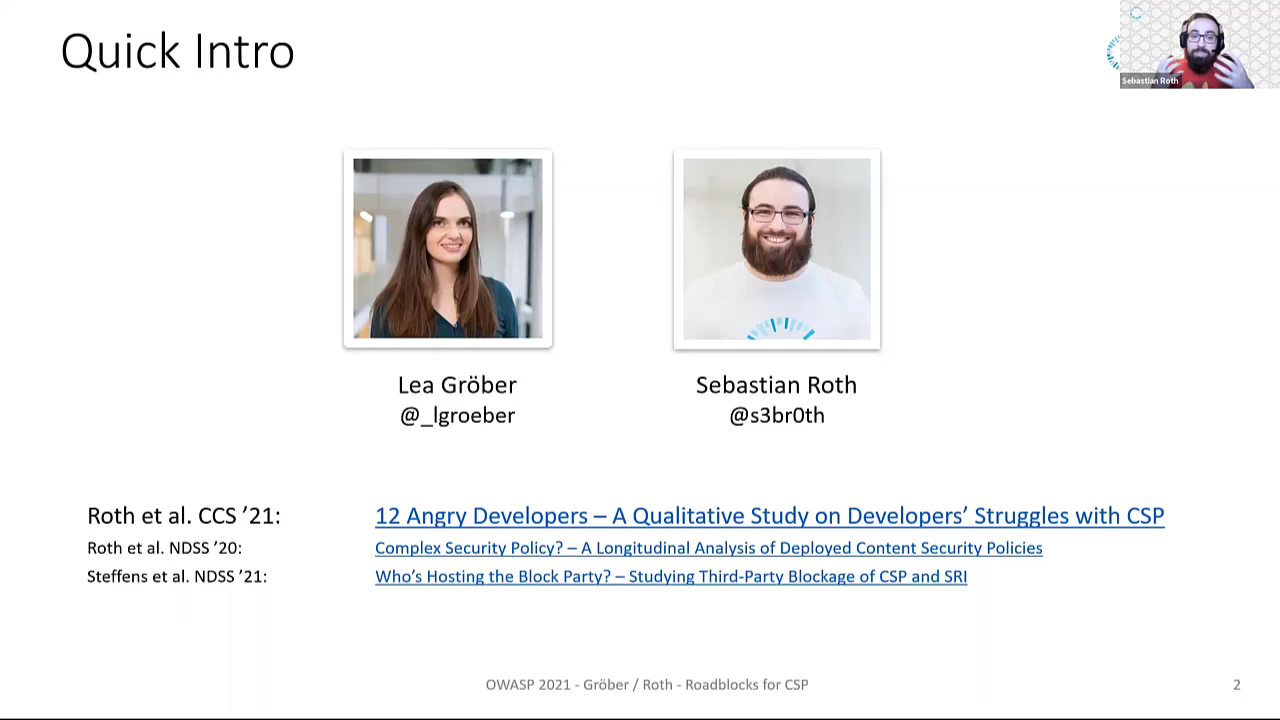 Quick Intro
Sebastian Roth
Lea Gröber
@_lgroeber
Sebastian Roth
@s3br0th
Roth et al. CCS ’21:
12 Angry Developers – A Qualitative Study on Developers’ Struggles with CSP
Roth et al. NDSS ’20:
Complex Security Policy? – A Longitudinal Analysis of Deployed Content Security Policies
Steffens et al. NDSS ’21:
Who’s Hosting the Block Party? – Studying Third-Party Blockage of CSP and SRI
OWASP 2021 - Gröber / Roth - Roadblocks for CSP
2